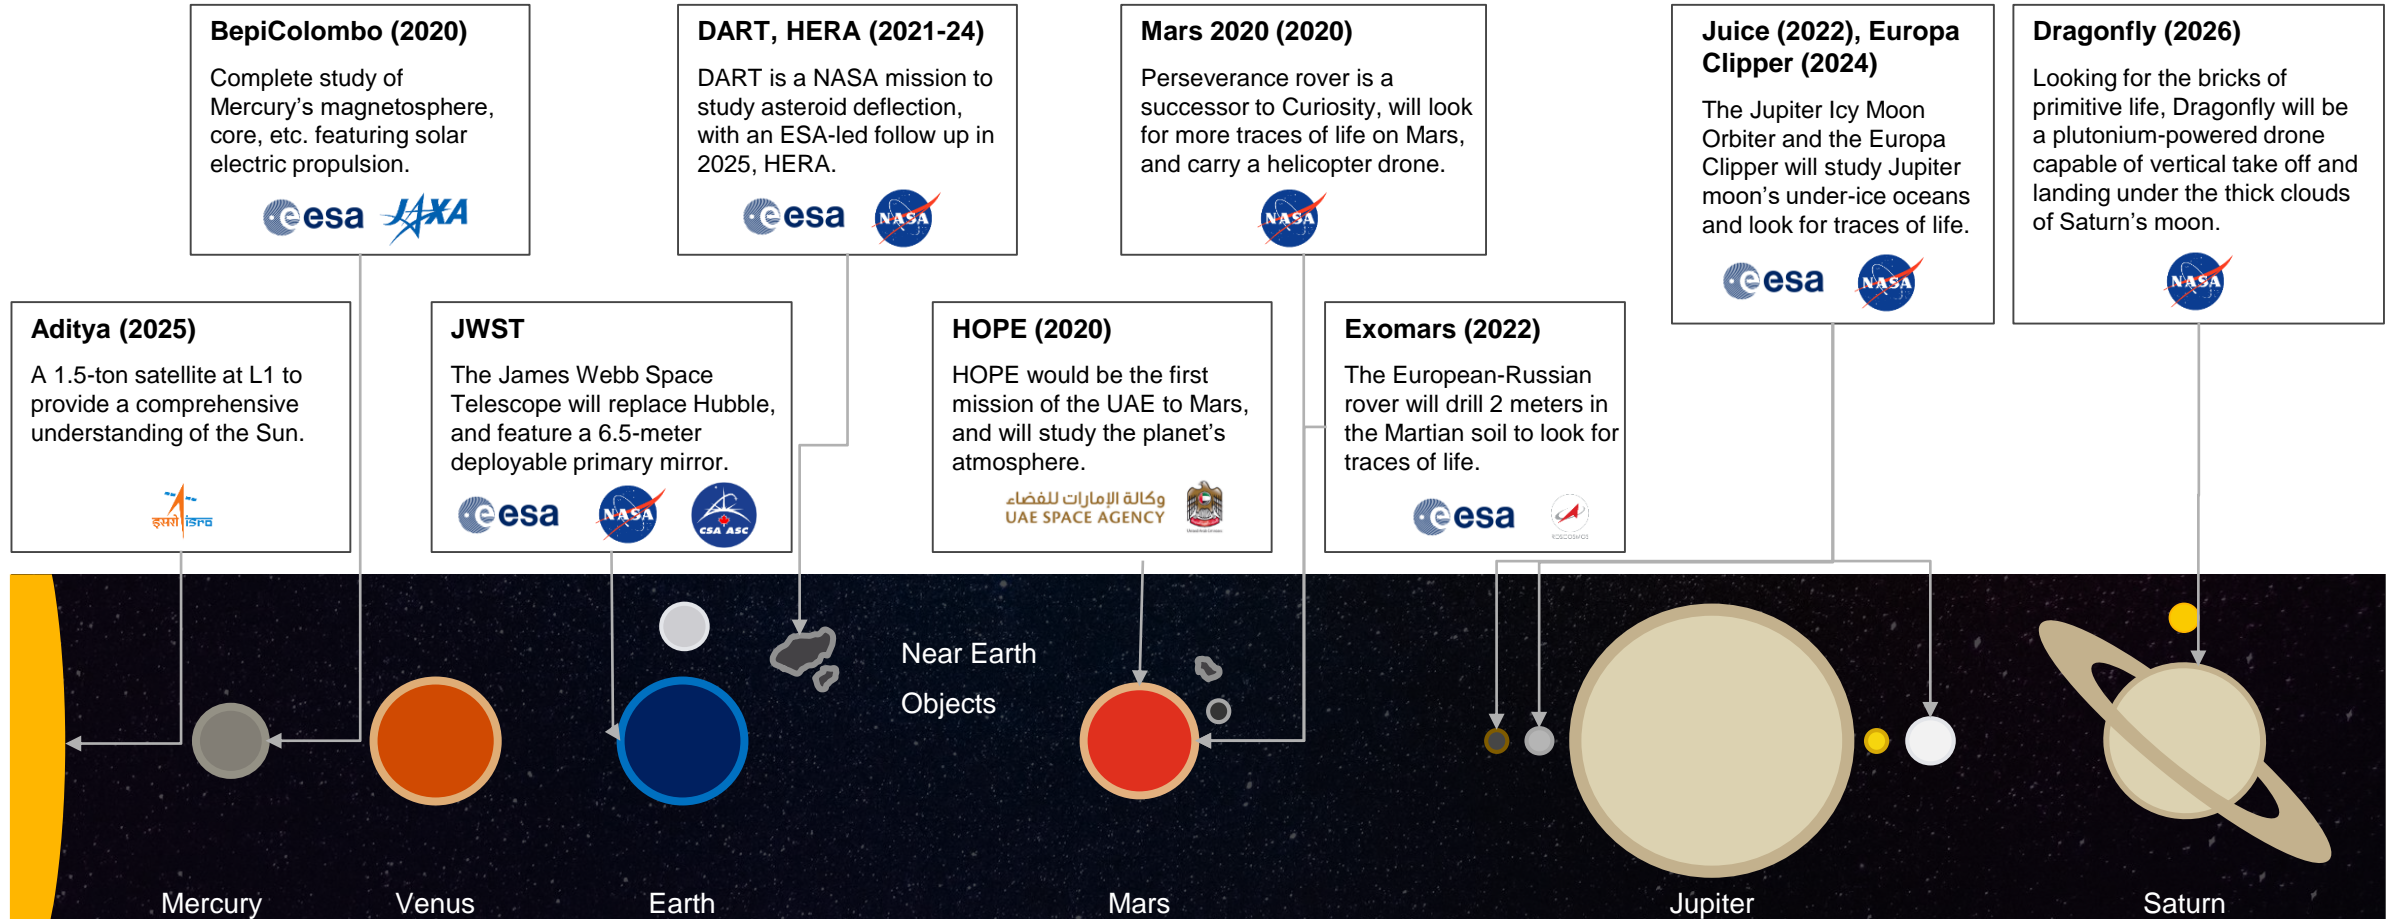 BepiColombo (2020)
Complete study of
Mercury's magnetosphere,
core, etc. featuring solar
electric propulsion.
esa JAXA
DART, HERA (2021-24)
DART is a NASA mission to
study asteroid deflection,
with an ESA-led follow up in
2025, HERA.
esa NASA
Mars 2020 (2020)
Perseverance rover is a
successor to Curiosity, will look
for more traces of life on Mars,
and carry a helicopter drone.
NASA
Juice (2022), Europa
Clipper (2024)
The Jupiter Icy Moon
Orbiter and the Europa
Clipper will study Jupiter
moon's under-ice oceans
and look for traces of life.
esa NASA
Dragonfly (2026)
Looking for the bricks of
primitive life, Dragonfly will be
a plutonium-powered drone
capable of vertical take off and
landing under the thick clouds
of Saturn's moon.
NASA
Aditya (2025)
A 1.5-ton satellite at L1 to
provide a comprehensive
understanding of the Sun.
इसरो isro
JWST
The James Webb Space
Telescope will replace Hubble,
and feature a 6.5-meter
deployable primary mirror.
esa NASA CSA ASC
HOPE (2020)
HOPE would be the first
mission of the UAE to Mars,
and will study the planet's
atmosphere.
وكالة الإمارات للفضاء
UAE SPACE AGENCY
Exomars (2022)
The European-Russian
rover will drill 2 meters in
the Martian soil to look for
traces of life.
esa ROSCOSMOS
Near Earth
Objects
Mercury Venus Earth Mars Jupiter Saturn